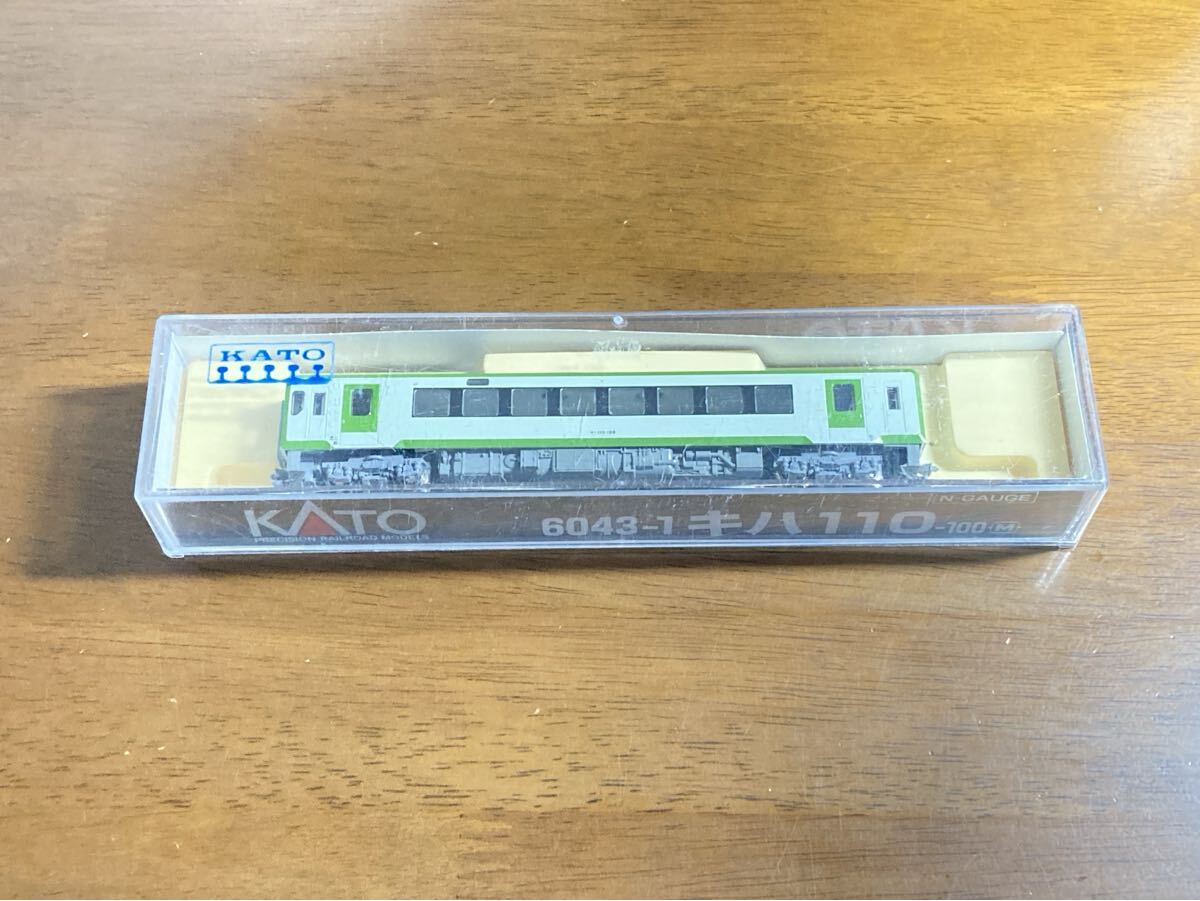 KATO
KATO
PRECISION RAILROAD MODELS
6043-1 キハ110-100(M)
N-GAUGE